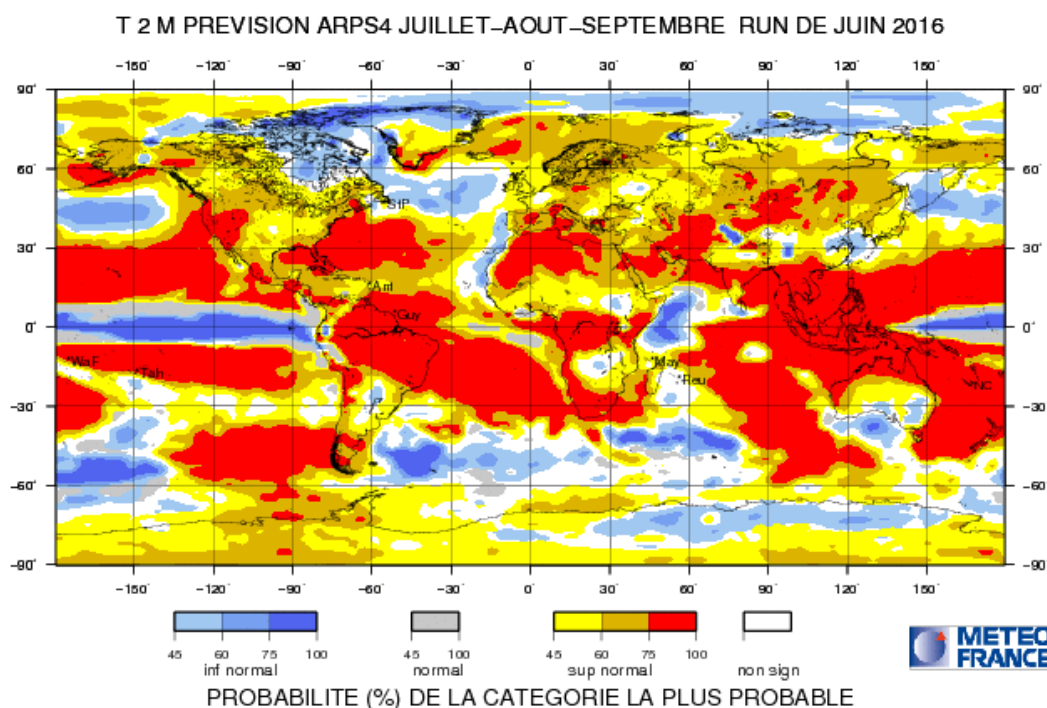 T 2 M PREVISION ARPS4 JUILLET-AOUT-SEPTEMBRE RUN DE JUIN 2016
-150° -120° -90° -60° -30° 0° 30° 60° 90° 120° 150°
90° 90°
60° 60°
StP
30° 30°
Ant
Guy
0° 0°
WaF May
Tah Reu NC
-30° -30°
-60° -60°
-90° -90
-150° -120° -90° -60° -30° 0° 30° 60° 90° 120° 150°
45 60 75 100 45 100 45 60 75 100
inf normal normal sup normal non sign
METEO
FRANCE
PROBABILITE (%) DE LA CATEGORIE LA PLUS PROBABLE